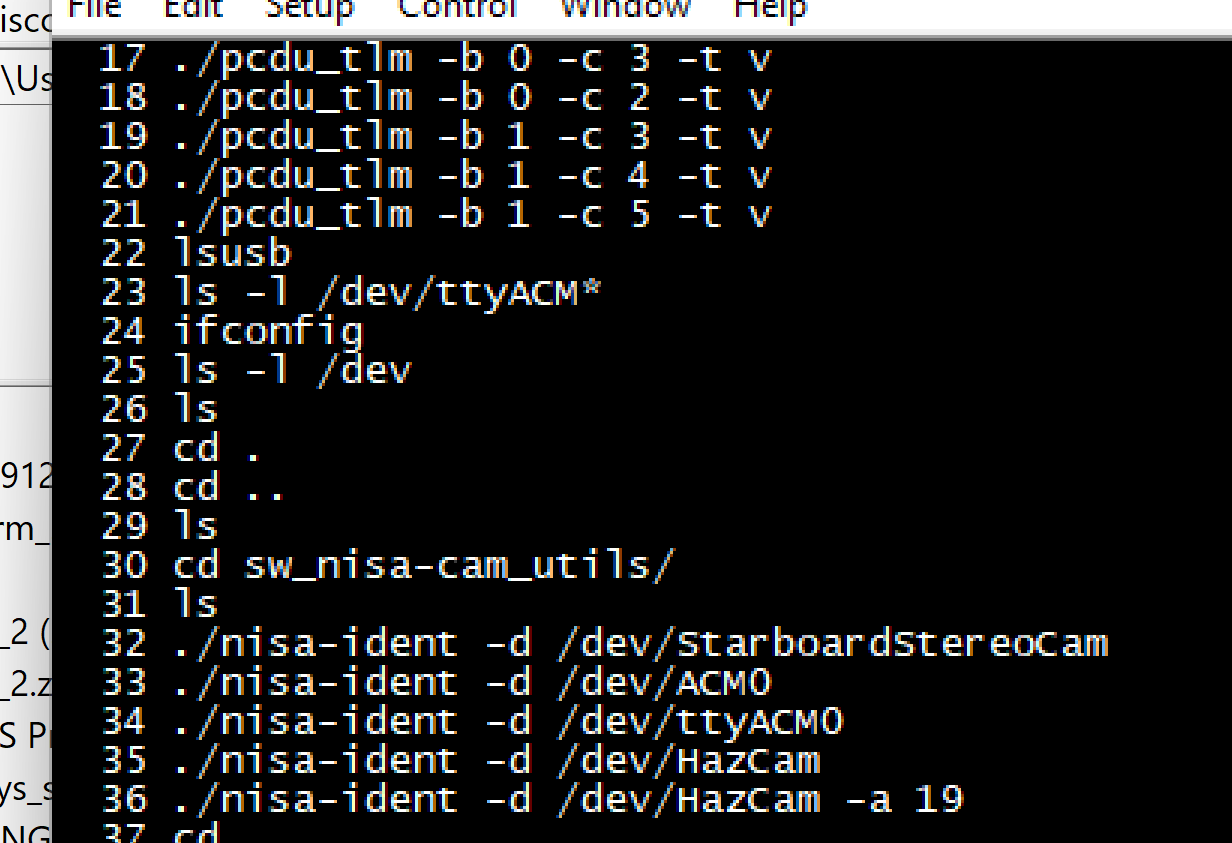 File Edit Setup Control Window Help
isco
\Us
17 ./pcdu_tlm -b 0 -c 3 -t v
18 ./pcdu_tlm -b 0 -c 2 -t v
19 ./pcdu_tlm -b 1 -c 3 -t v
20 ./pcdu_tlm -b 1 -c 4 -t v
21 ./pcdu_tlm -b 1 -c 5 -t v
22 lsusb
23 ls -l /dev/ttyACM*
24 ifconfig
25 ls -l /dev
26 ls
27 cd .
28 cd ..
29 ls
30 cd sw_nisa-cam_utils/
31 ls
32 ./nisa-ident -d /dev/StarboardStereoCam
33 ./nisa-ident -d /dev/ACM0
34 ./nisa-ident -d /dev/ttyACM0
35 ./nisa-ident -d /dev/HazCam
36 ./nisa-ident -d /dev/HazCam -a 19
37 cd
912
rm_
_2 (
_2.z
S P
ys_s
NG